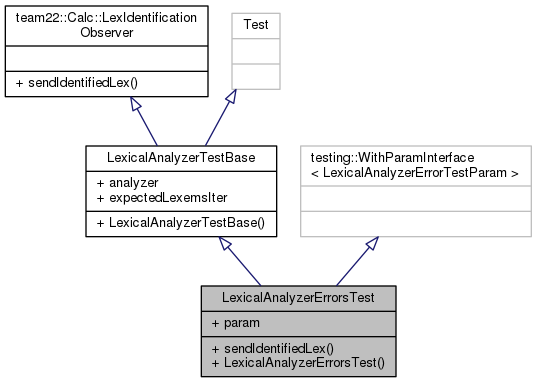 team22::Calc::LexIdentification
Observer
+ sendIdentifiedLex()
Test
LexicalAnalyzerTestBase
+ analyzer
+ expectedLexemsIter
+ LexicalAnalyzerTestBase()
testing::WithParamInterface
< LexicalAnalyzerErrorTestParam >
LexicalAnalyzerErrorsTest
+ param
+ sendIdentifiedLex()
+ LexicalAnalyzerErrorsTest()